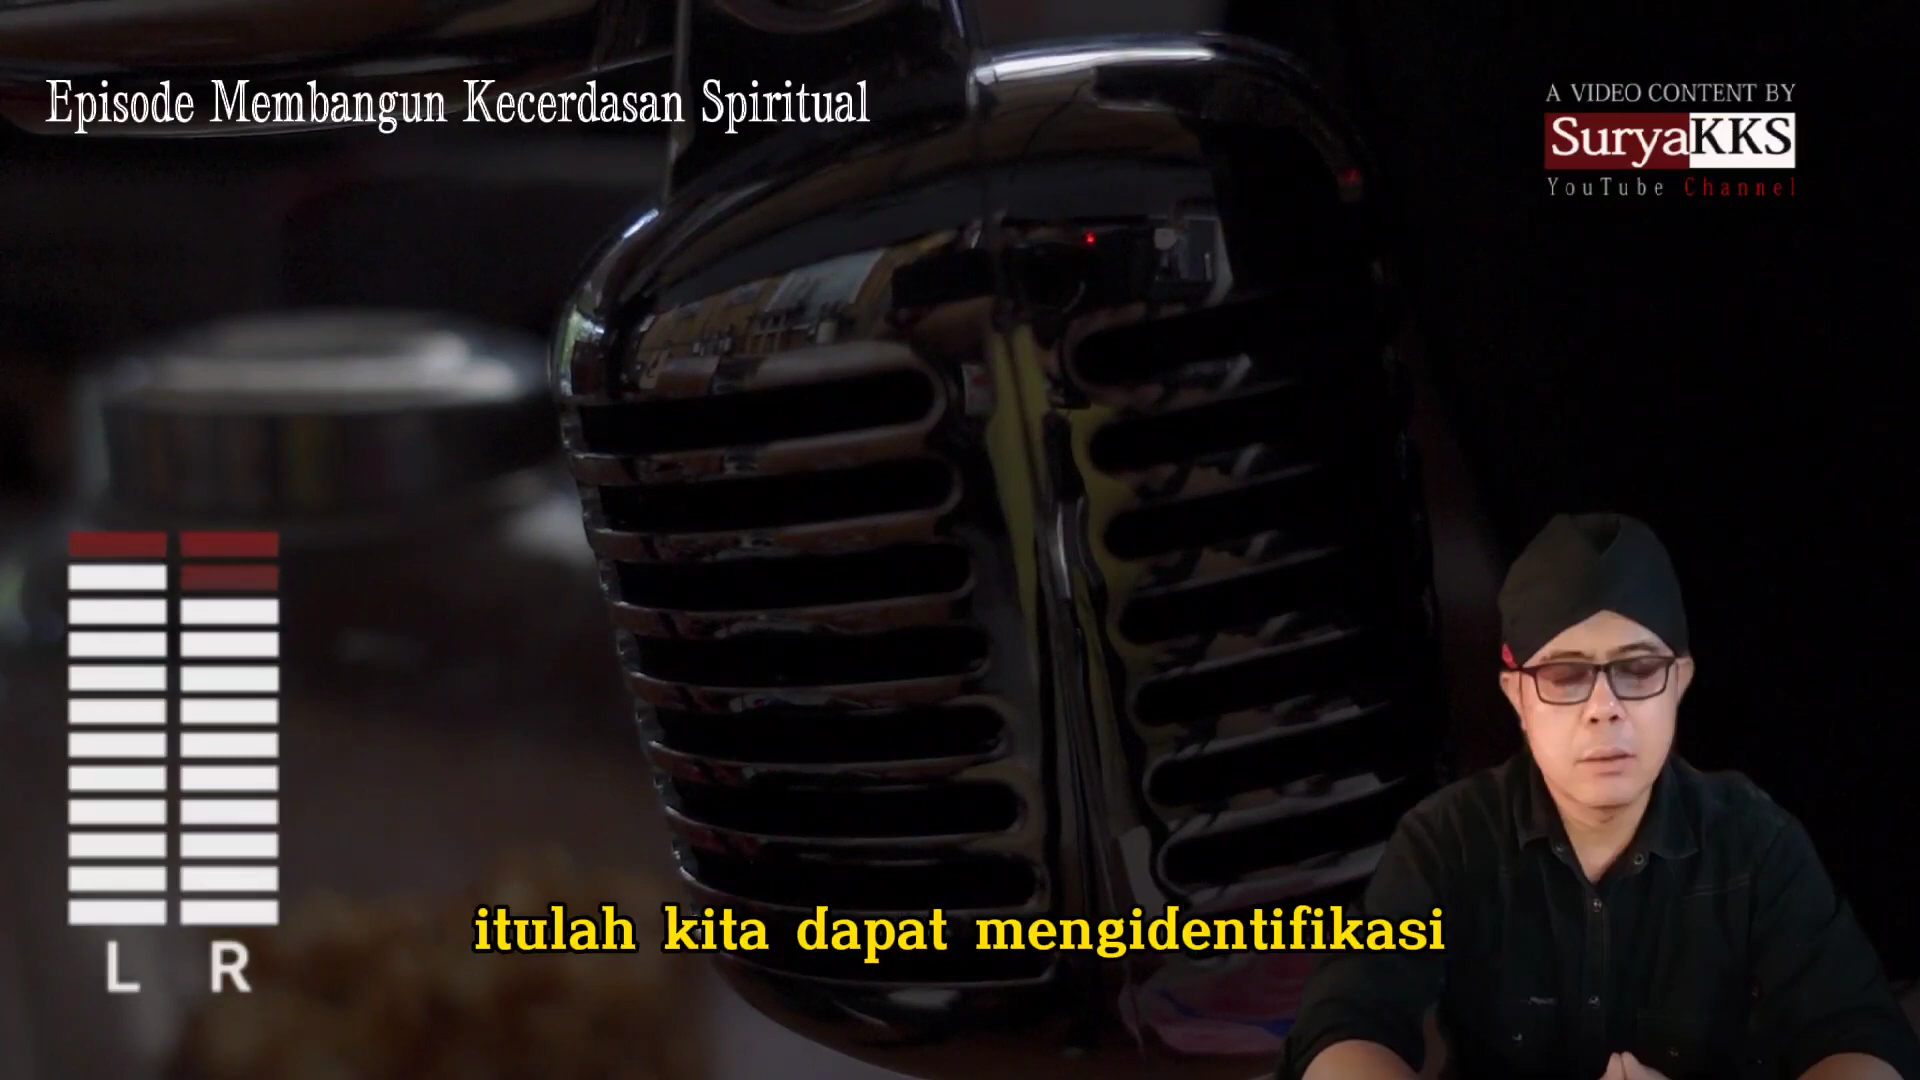 Episode Membangun Kecerdasan Spiritual
A VIDEO CONTENT BY
SuryaKKS
YouTube Channel
L R
itulah kita dapat mengidentifikasi